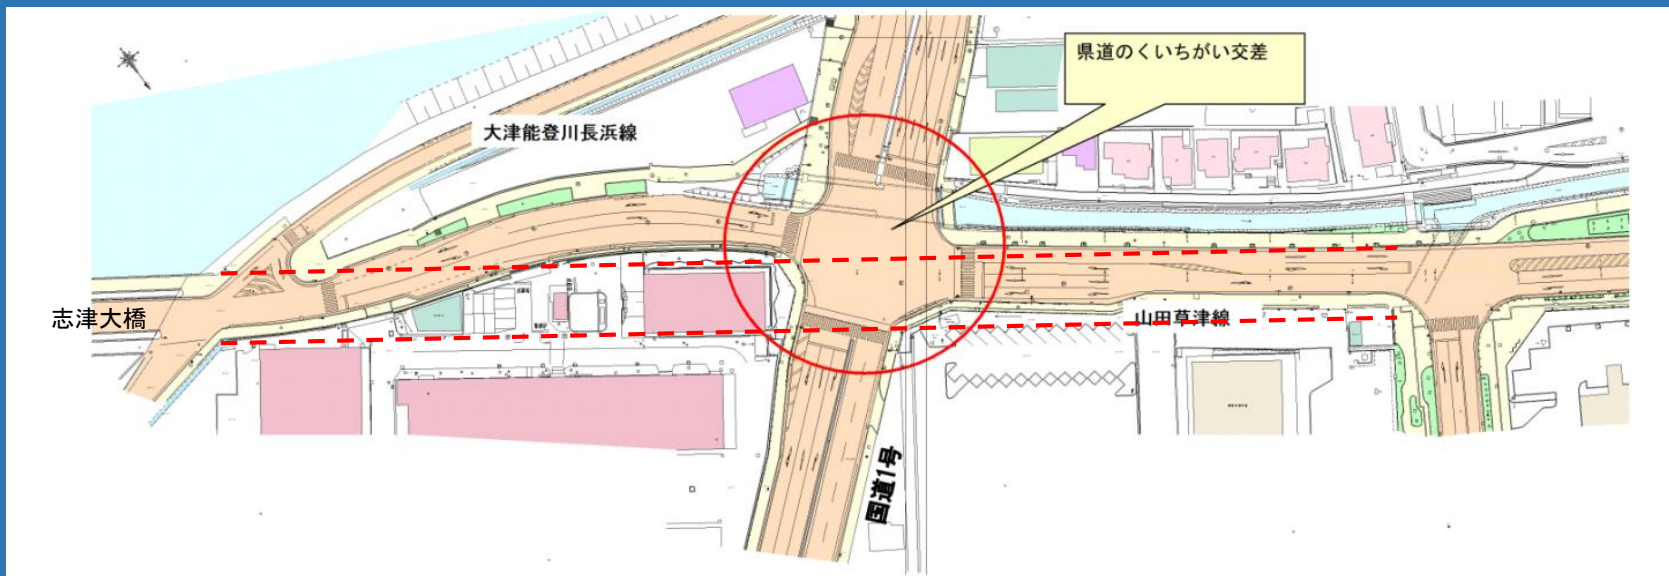 県道のくいちがい交差
大津能登川長浜線
志津大橋
山田草津線
国道1号